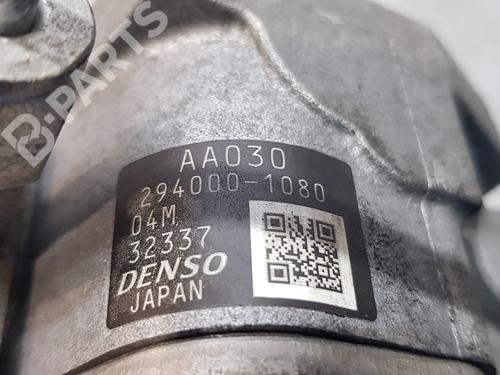 B-PARTS
AA030
294000-1080
04M
32337
DENSO
JAPAN